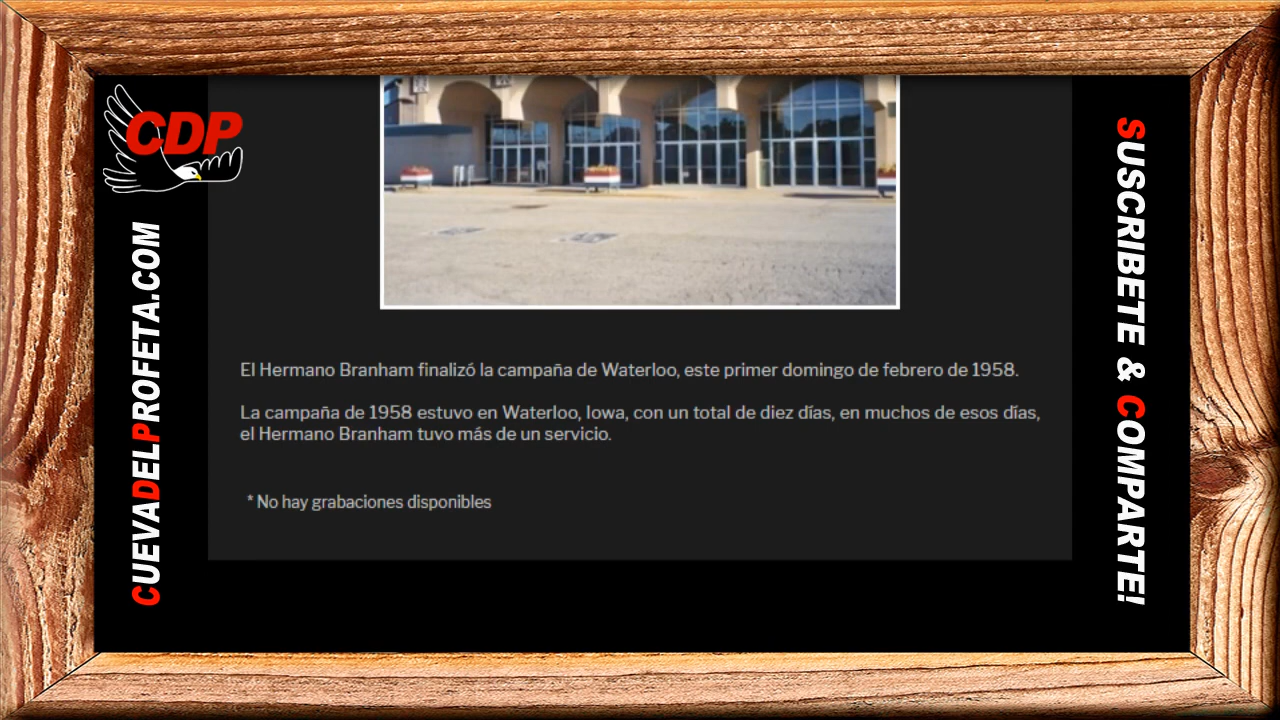 CDP
CUEVADELPROFETA.COM
El Hermano Branham finalizó la campaña de Waterloo, este primer domingo de febrero de 1958.
La campaña de 1958 estuvo en Waterloo, Iowa, con un total de diez días, en muchos de esos días,
el Hermano Branham tuvo más de un servicio.
* No hay grabaciones disponibles
SUSCRIBETE & COMPARTE!